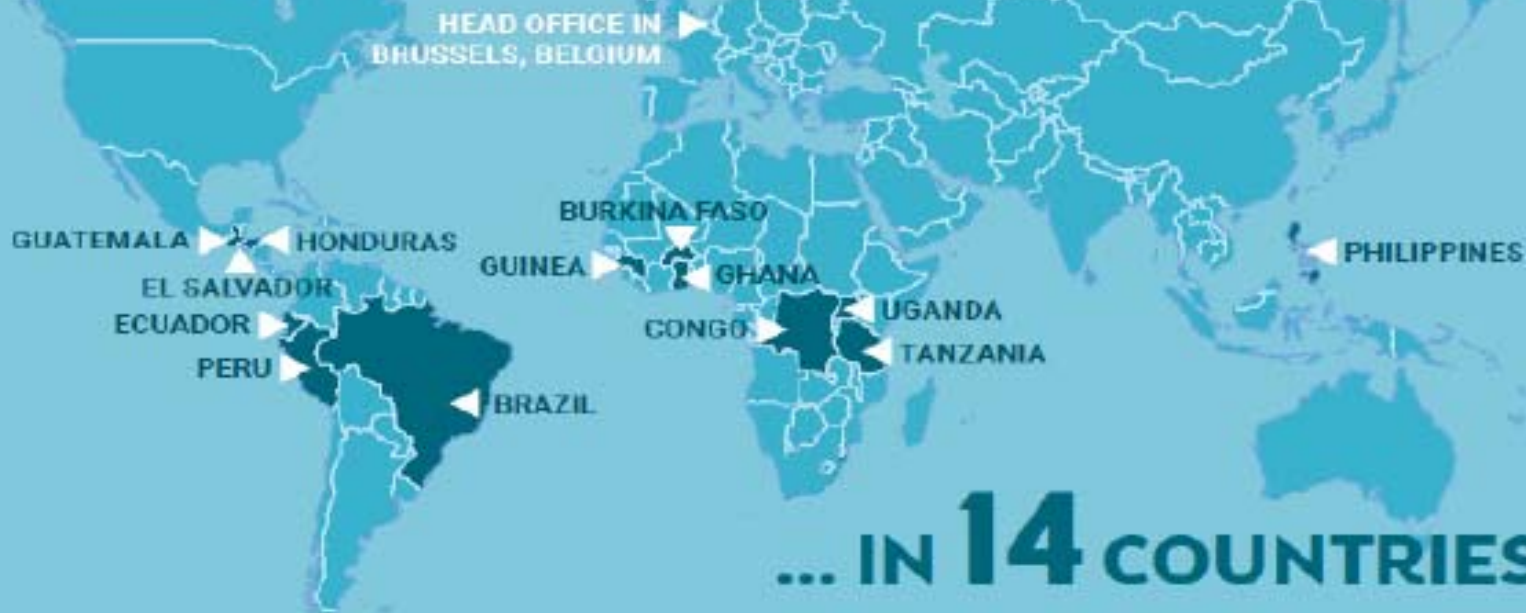 HEAD OFFICE IN
BRUSSELS, BELGIUM
BURKINA FASO
GUATEMALA
HONDURAS
GUINEA
GHANA
PHILIPPINES
EL SALVADOR
ECUADOR
CONGO
UGANDA
PERU
TANZANIA
BRAZIL
... IN 14 COUNTRIES